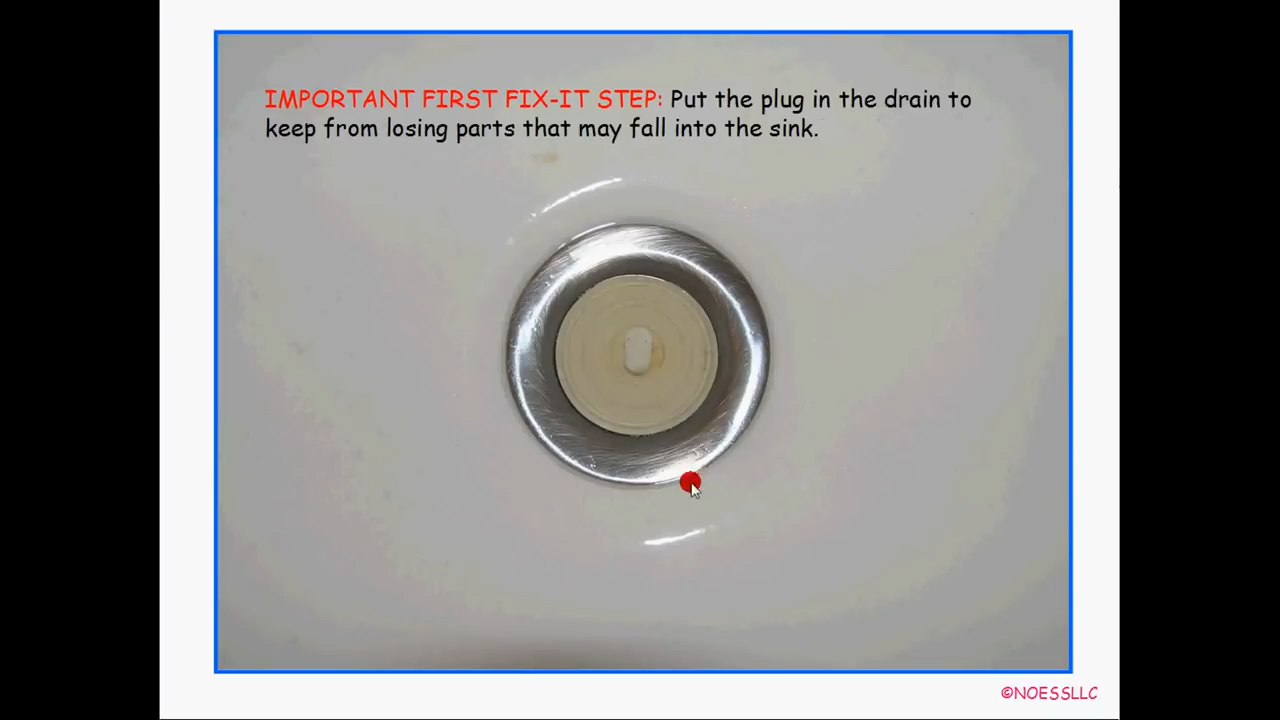 IMPORTANT FIRST FIX-IT STEP: Put the plug in the drain to
keep from losing parts that may fall into the sink.
©NOESSLLC